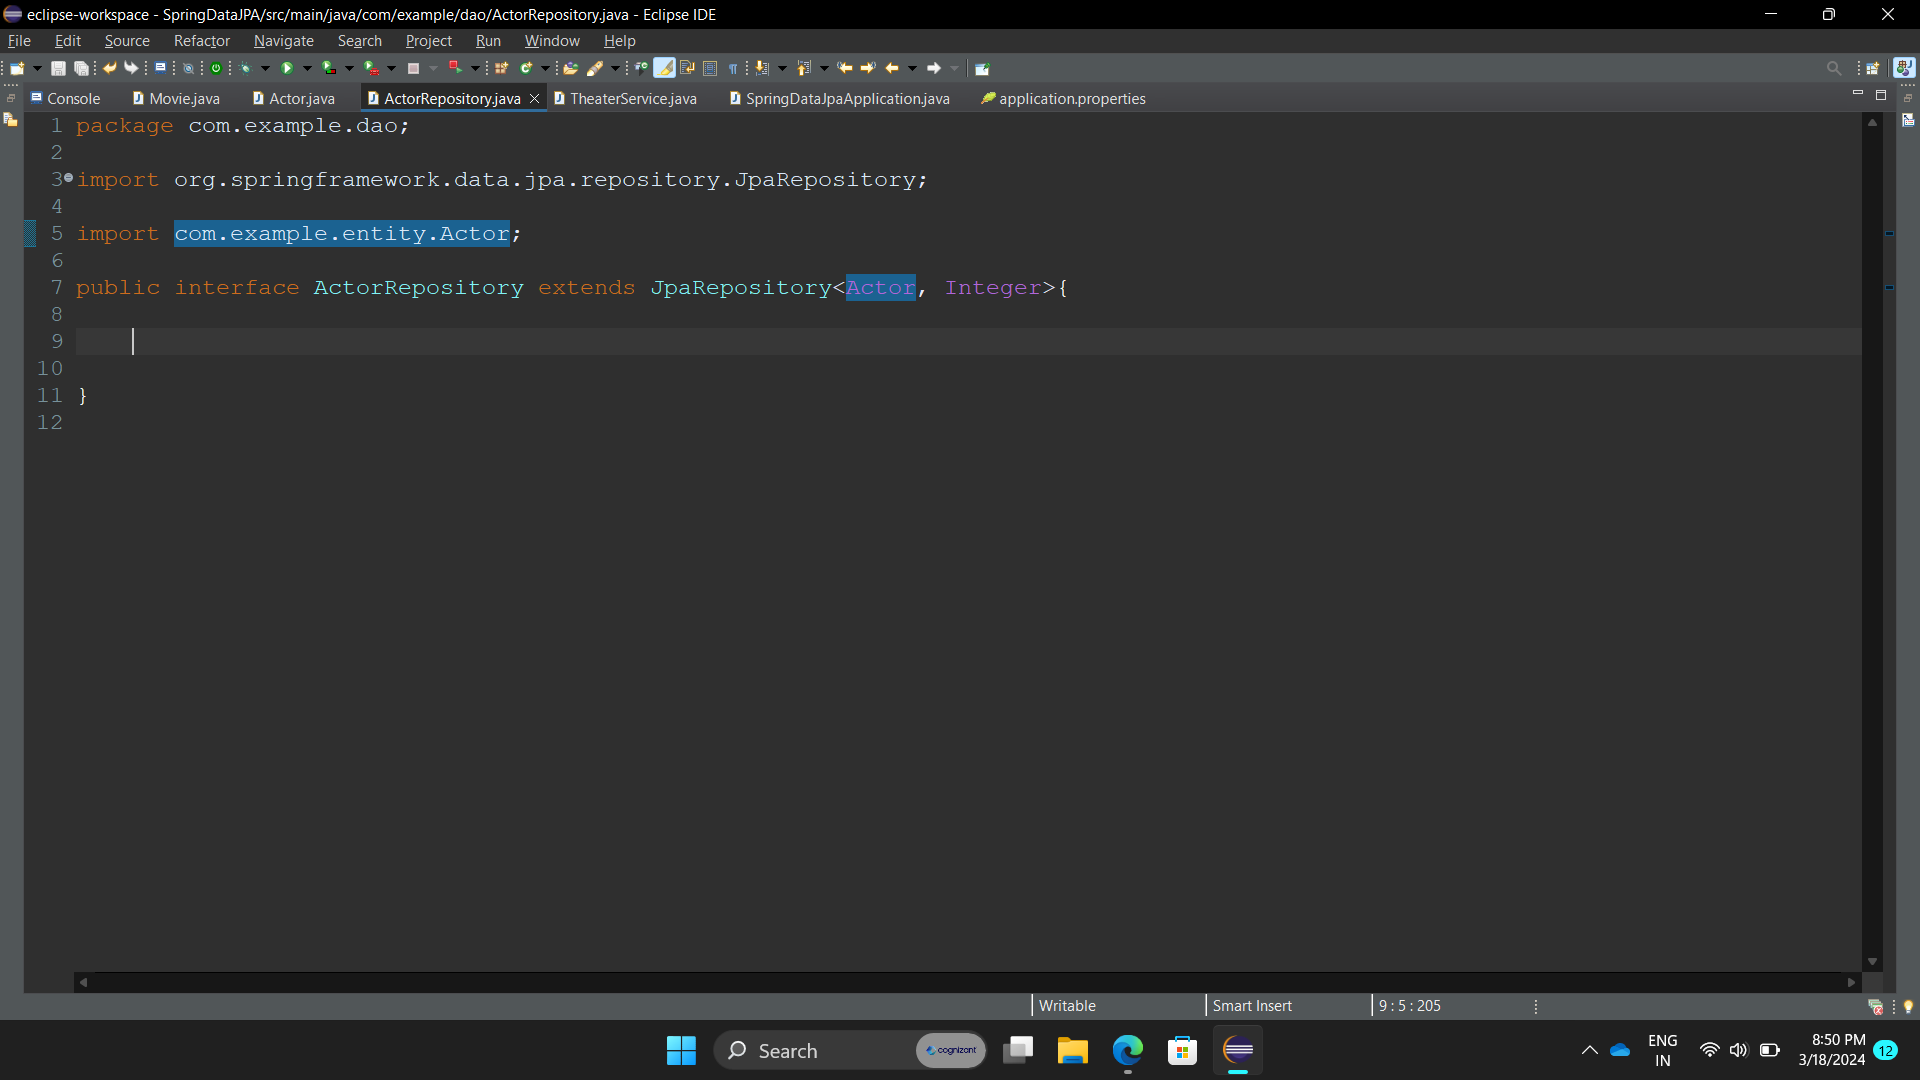 eclipse-workspace - SpringDataJPA/src/main/java/com/example/dao/ActorRepository.java - Eclipse IDE
File Edit Source Refactor Navigate Search Project Run Window Help
Console Movie.java Actor.java ActorRepository.java TheaterService.java SpringDataJpaApplication.java application.properties
1 package com.example.dao;
2
3 import org.springframework.data.jpa.repository.JpaRepository;
4
5 import com.example.entity.Actor;
6
7 public interface ActorRepository extends JpaRepository<Actor, Integer>{
8
9
10
11 }
12
Writable Smart Insert 9 : 5 : 205
Search cognizant ENG 8:50 PM
IN 3/18/2024 12